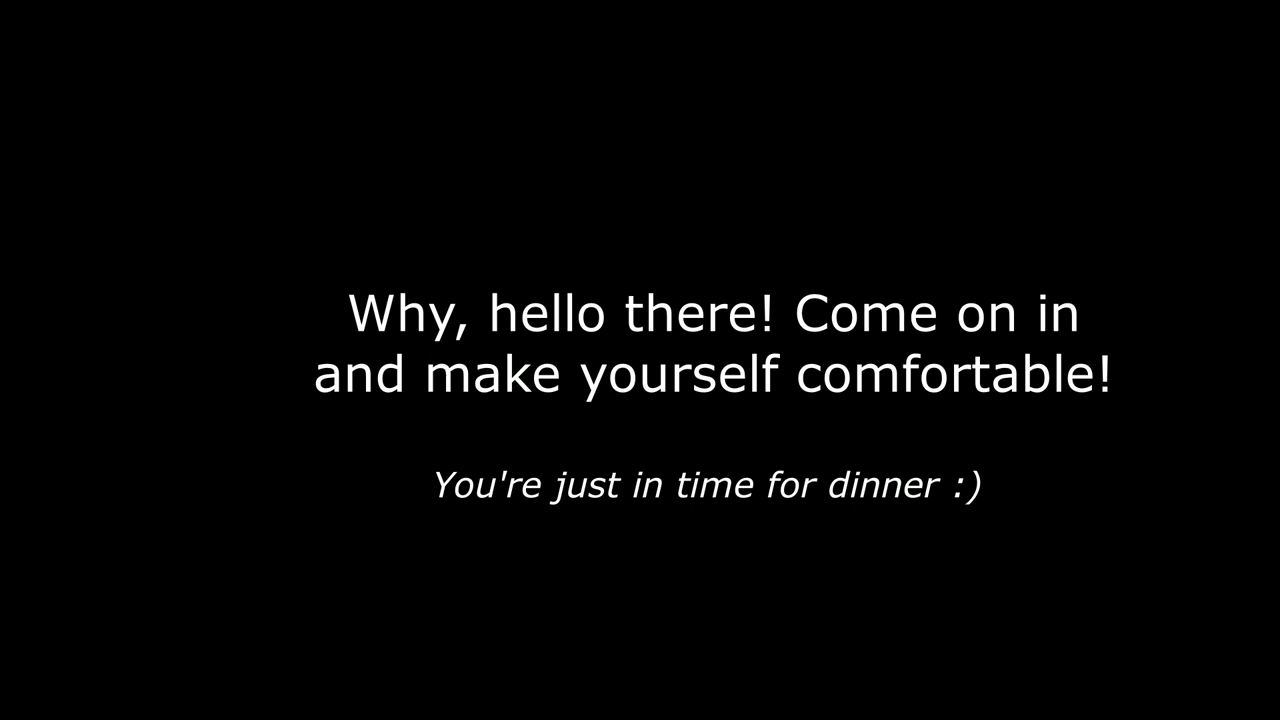 Why, hello there! Come on in
and make yourself comfortable!
You're just in time for dinner :)